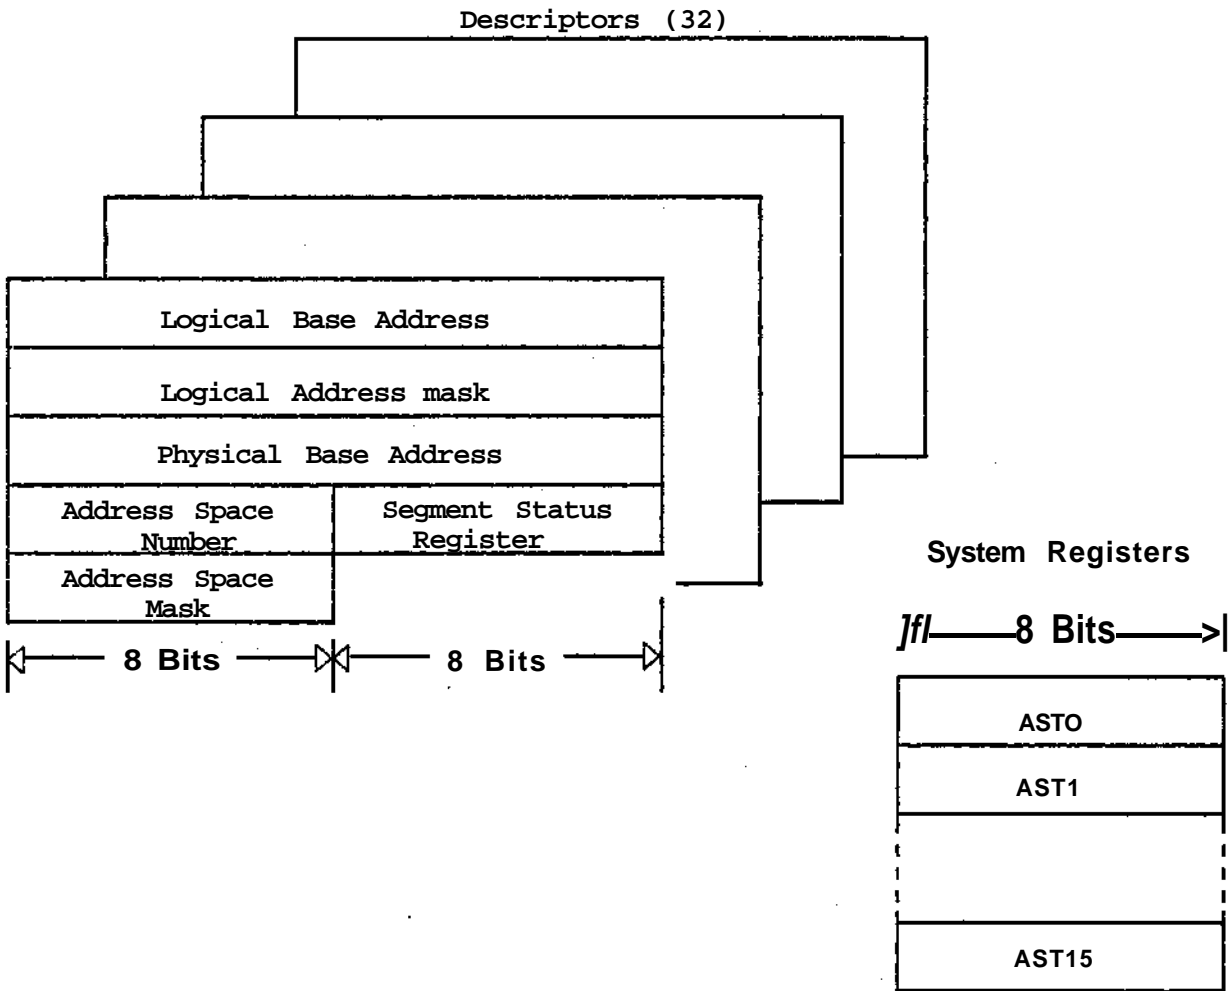 Descriptors (32)
Logical Base Address
Logical Address mask
Physical Base Address
Address Space
Number
Segment Status
Register
Address Space
Mask
8 Bits
8 Bits
System Registers
8 Bits
AST0
AST1
AST15